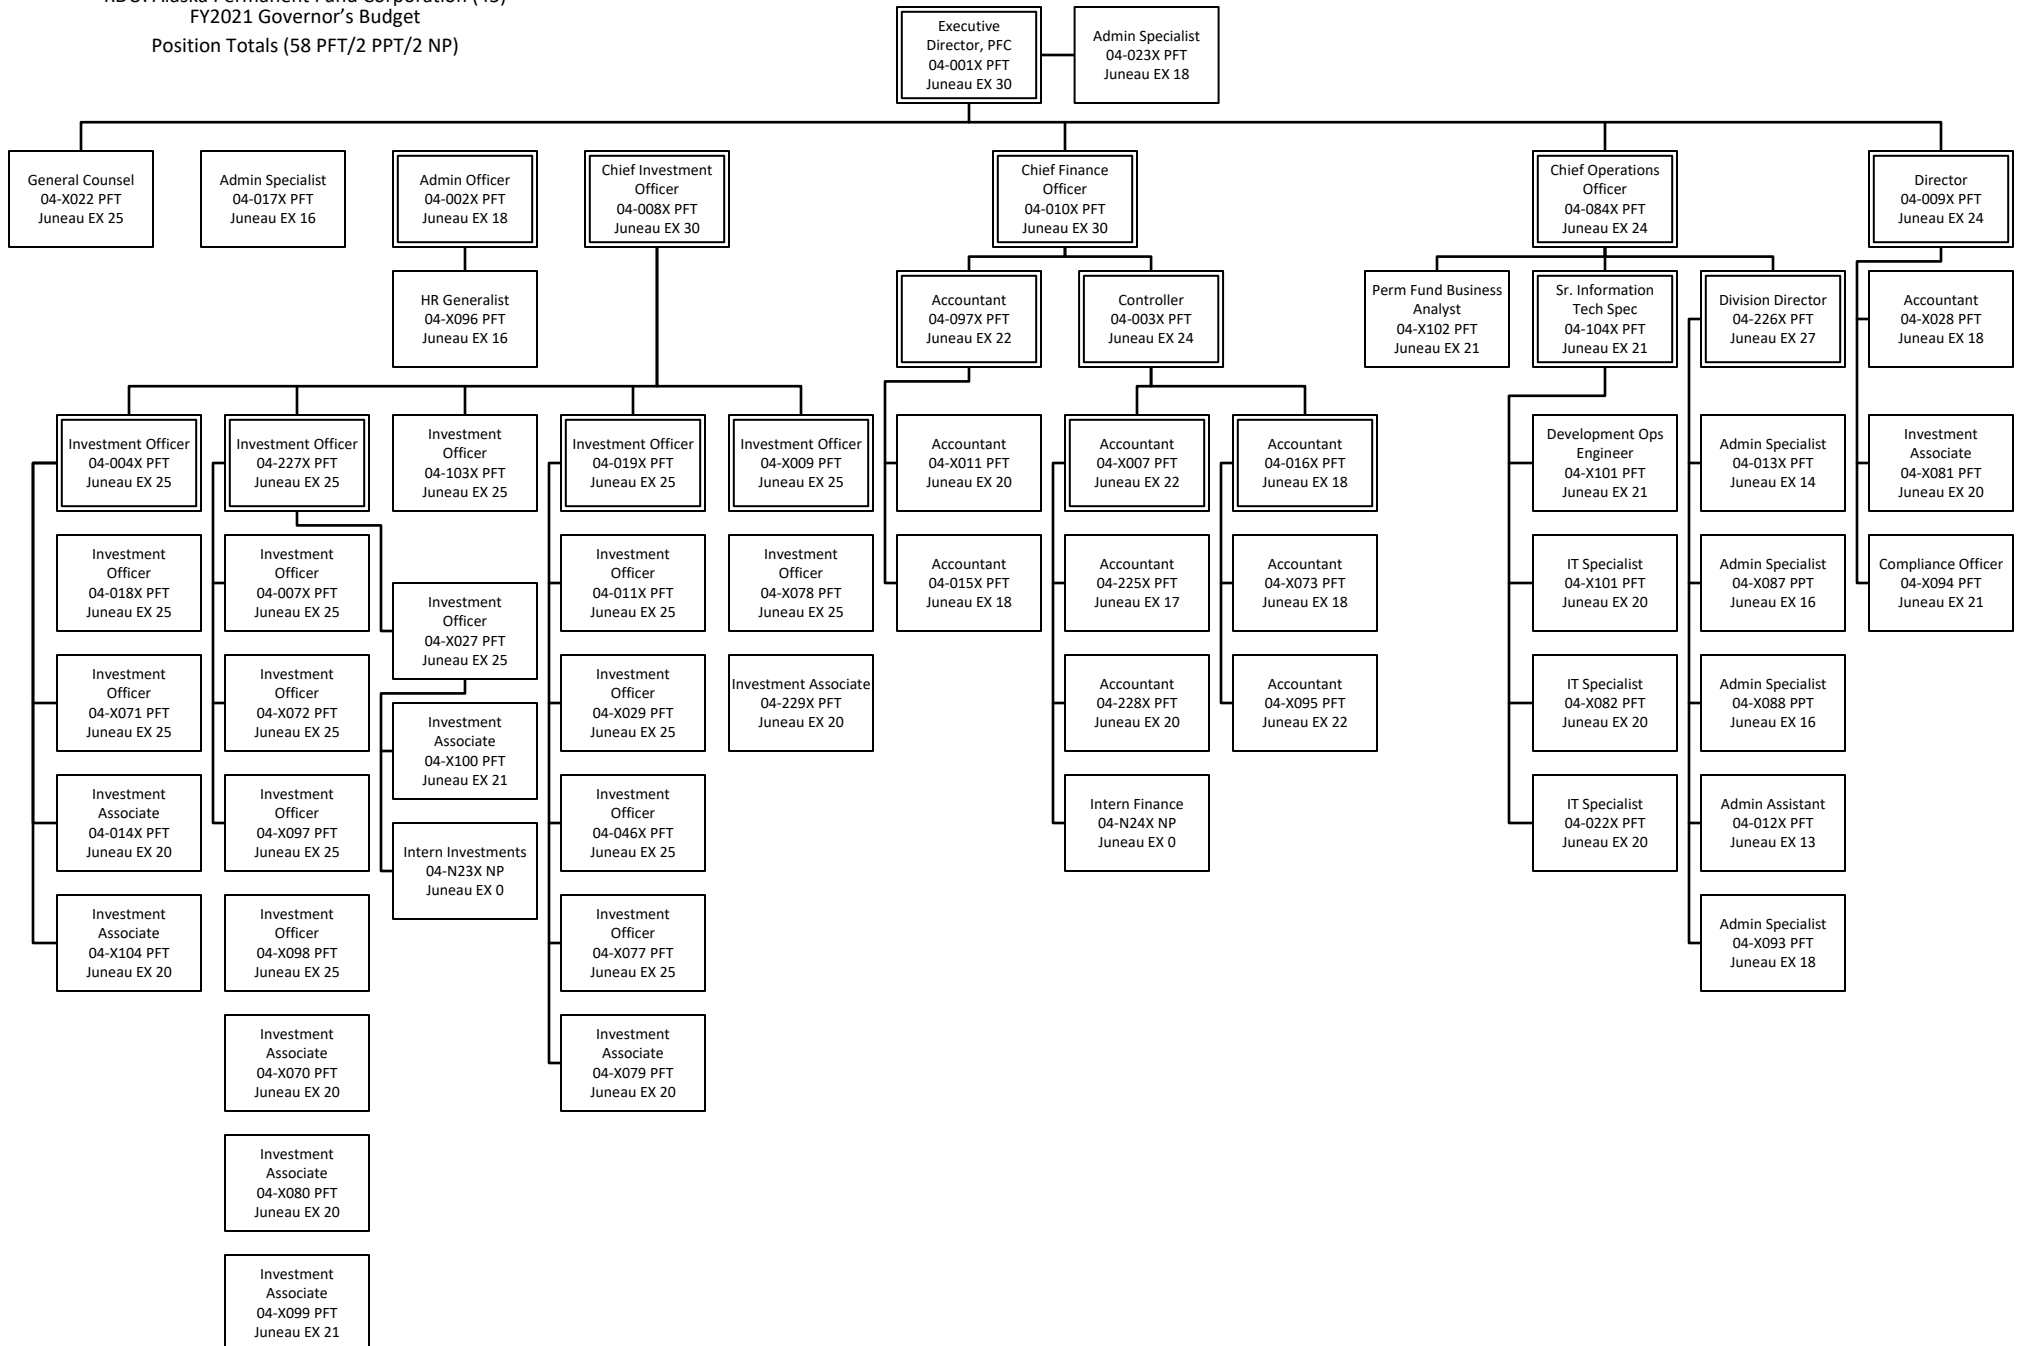 RDU: Alaska Permanent Fund Corporation (45)
FY2021 Governor's Budget
Position Totals (58 PFT/2 PPT/2 NP)
Executive
Director, PFC
04-001X PFT
Juneau EX 30
Admin Specialist
04-023X PFT
Juneau EX 18
General Counsel
04-X022 PFT
Juneau EX 25
Admin Specialist
04-017X PFT
Juneau EX 16
Admin Officer
04-002X PFT
Juneau EX 18
Chief Investment
Officer
04-008X PFT
Juneau EX 30
Chief Finance
Officer
04-010X PFT
Juneau EX 30
Chief Operations
Officer
04-084X PFT
Juneau EX 24
Director
04-009X PFT
Juneau EX 24
HR Generalist
04-X096 PFT
Juneau EX 16
Accountant
04-097X PFT
Juneau EX 22
Controller
04-003X PFT
Juneau EX 24
Perm Fund Business
Analyst
04-X102 PFT
Juneau EX 21
Sr. Information
Tech Spec
04-104X PFT
Juneau EX 21
Division Director
04-226X PFT
Juneau EX 27
Accountant
04-X028 PFT
Juneau EX 18
Investment Officer
04-004X PFT
Juneau EX 25
Investment Officer
04-227X PFT
Juneau EX 25
Investment
Officer
04-103X PFT
Juneau EX 25
Investment Officer
04-019X PFT
Juneau EX 25
Investment Officer
04-X009 PFT
Juneau EX 25
Accountant
04-X011 PFT
Juneau EX 20
Accountant
04-X007 PFT
Juneau EX 22
Accountant
04-016X PFT
Juneau EX 18
Development Ops
Engineer
04-X101 PFT
Juneau EX 21
Admin Specialist
04-013X PFT
Juneau EX 14
Investment
Associate
04-X081 PFT
Juneau EX 20
Investment
Officer
04-018X PFT
Juneau EX 25
Investment
Officer
04-007X PFT
Juneau EX 25
Investment
Officer
04-X027 PFT
Juneau EX 25
Investment
Officer
04-011X PFT
Juneau EX 25
Investment
Officer
04-X078 PFT
Juneau EX 25
Accountant
04-015X PFT
Juneau EX 18
Accountant
04-225X PFT
Juneau EX 17
Accountant
04-X073 PFT
Juneau EX 18
IT Specialist
04-X101 PFT
Juneau EX 20
Admin Specialist
04-X087 PPT
Juneau EX 16
Compliance Officer
04-X094 PFT
Juneau EX 21
Investment
Officer
04-X071 PFT
Juneau EX 25
Investment
Officer
04-X072 PFT
Juneau EX 25
Investment
Associate
04-X100 PFT
Juneau EX 21
Investment
Officer
04-X029 PFT
Juneau EX 25
Investment Associate
04-229X PFT
Juneau EX 20
Accountant
04-228X PFT
Juneau EX 20
Accountant
04-X095 PFT
Juneau EX 22
IT Specialist
04-X082 PFT
Juneau EX 20
Admin Specialist
04-X088 PPT
Juneau EX 16
Investment
Associate
04-014X PFT
Juneau EX 20
Investment
Officer
04-X097 PFT
Juneau EX 25
Intern Investments
04-N23X NP
Juneau EX 0
Investment
Officer
04-046X PFT
Juneau EX 25
Intern Finance
04-N24X NP
Juneau EX 0
IT Specialist
04-022X PFT
Juneau EX 20
Admin Assistant
04-012X PFT
Juneau EX 13
Investment
Associate
04-X104 PFT
Juneau EX 20
Investment
Officer
04-X098 PFT
Juneau EX 25
Investment
Officer
04-X077 PFT
Juneau EX 25
Admin Specialist
04-X093 PFT
Juneau EX 18
Investment
Associate
04-X070 PFT
Juneau EX 20
Investment
Associate
04-X079 PFT
Juneau EX 20
Investment
Associate
04-X080 PFT
Juneau EX 20
Investment
Associate
04-X099 PFT
Juneau EX 21